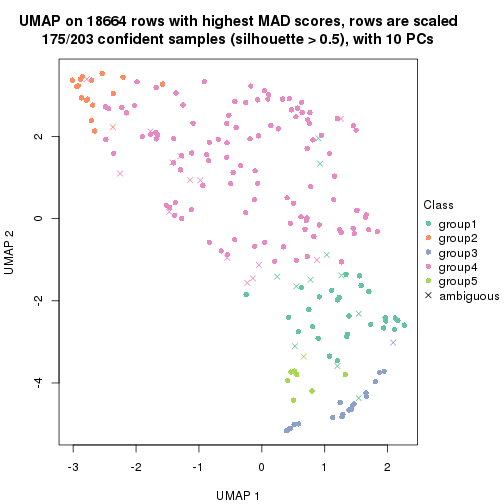 UMAP on 18664 rows with highest MAD scores, rows are scaled
175/203 confident samples (silhouette > 0.5), with 10 PCs
UMAP 2
2
0
-2
-4
-3
-2
-1
0
1
2
UMAP 1
Class
group1
group2
group3
group4
group5
ambiguous